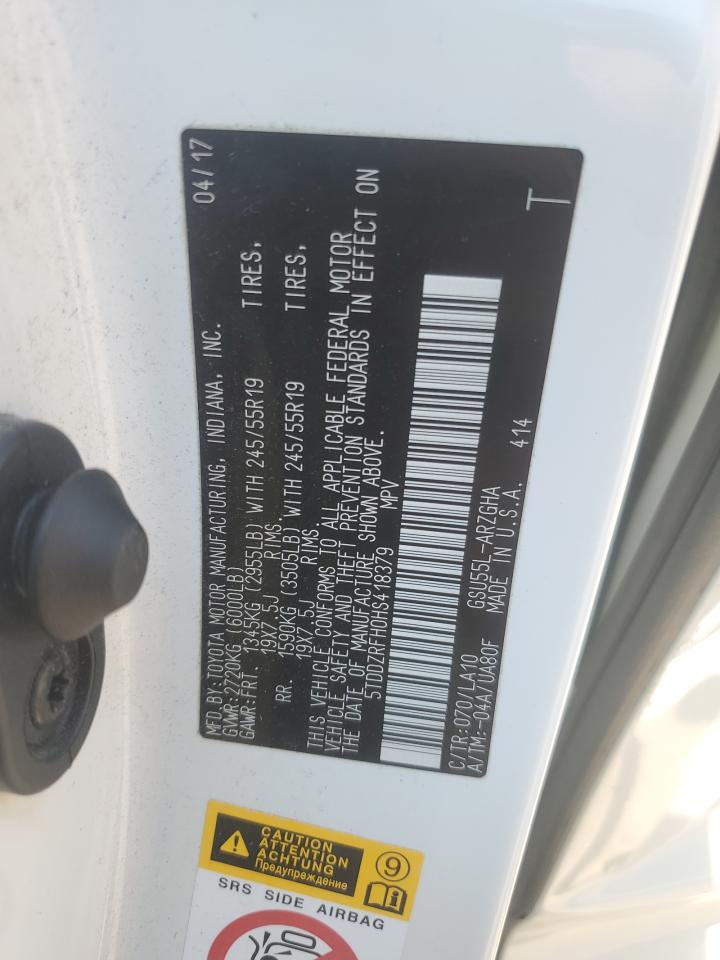 MFD.BY:TOYOTA MOTOR MANUFACTURING, INDIANA, INC. 04/17
GVWR:2720KG (6000LB)
GAWR:FRT. 1345KG (2955LB) WITH 245/55R19 TIRES,
19X7.5J RIMS.
RR. 1590KG (3505LB) WITH 245/55R19 TIRES,
19X7.5J RIMS.
THIS VEHICLE CONFORMS TO ALL APPLICABLE FEDERAL MOTOR
VEHICLE SAFETY AND THEFT PREVENTION STANDARDS IN EFFECT ON
THE DATE OF MANUFACTURE SHOWN ABOVE.
5TDDZRFH0HS418379 MPV
C/TR:070/LA10 GSU55L-ARZGHA
A/TM:-04A/UA80F MADE IN U.S.A. 414 T
CAUTION
ATTENTION
ACHTUNG
Предупреждение
9
SRS SIDE AIRBAG